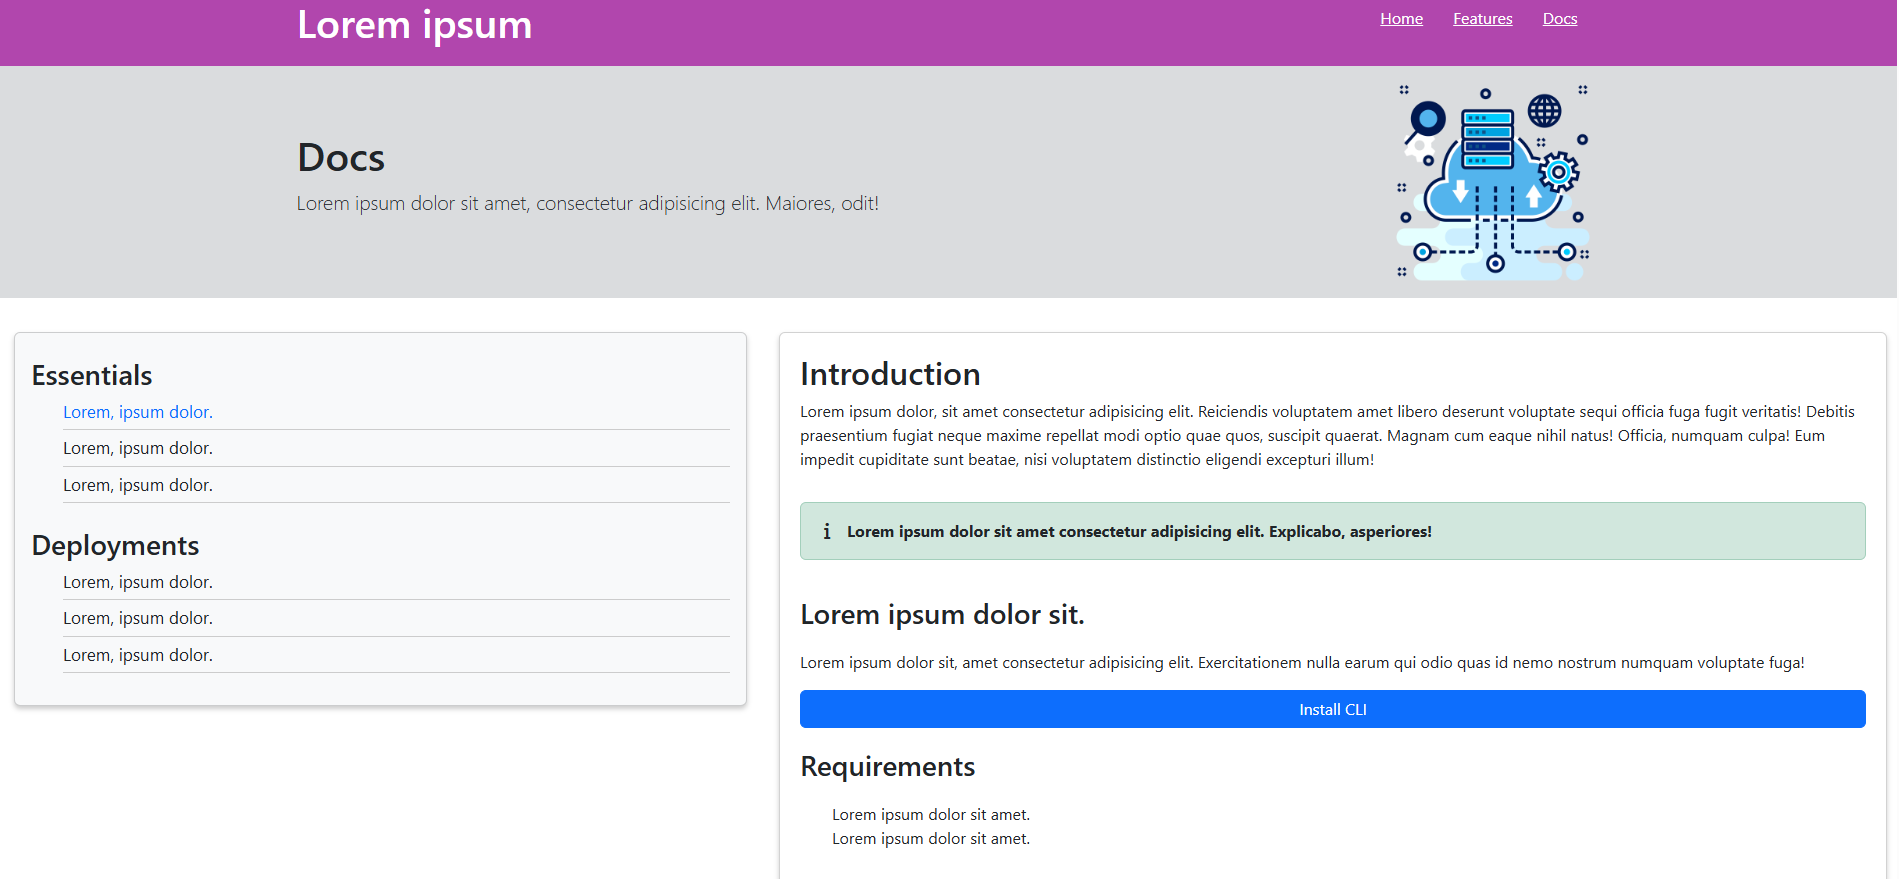 Lorem ipsum
Home Features Docs
Docs
Lorem ipsum dolor sit amet, consectetur adipisicing elit. Maiores, odit!
Essentials
Lorem, ipsum dolor.
Lorem, ipsum dolor.
Lorem, ipsum dolor.
Deployments
Lorem, ipsum dolor.
Lorem, ipsum dolor.
Lorem, ipsum dolor.
Introduction
Lorem ipsum dolor, sit amet consectetur adipisicing elit. Reiciendis voluptatem amet libero deserunt voluptate sequi officia fuga fugit veritatis! Debitis
praesentium fugiat neque maxime repellat modi optio quae quos, suscipit quaerat. Magnam cum eaque nihil natus! Officia, numquam culpa! Eum
impedit cupiditate sunt beatae, nisi voluptatem distinctio eligendi excepturi illum!
Lorem ipsum dolor sit amet consectetur adipisicing elit. Explicabo, asperiores!
Lorem ipsum dolor sit.
Lorem ipsum dolor sit, amet consectetur adipisicing elit. Exercitationem nulla earum qui odio quas id nemo nostrum numquam voluptate fuga!
Install CLI
Requirements
Lorem ipsum dolor sit amet.
Lorem ipsum dolor sit amet.